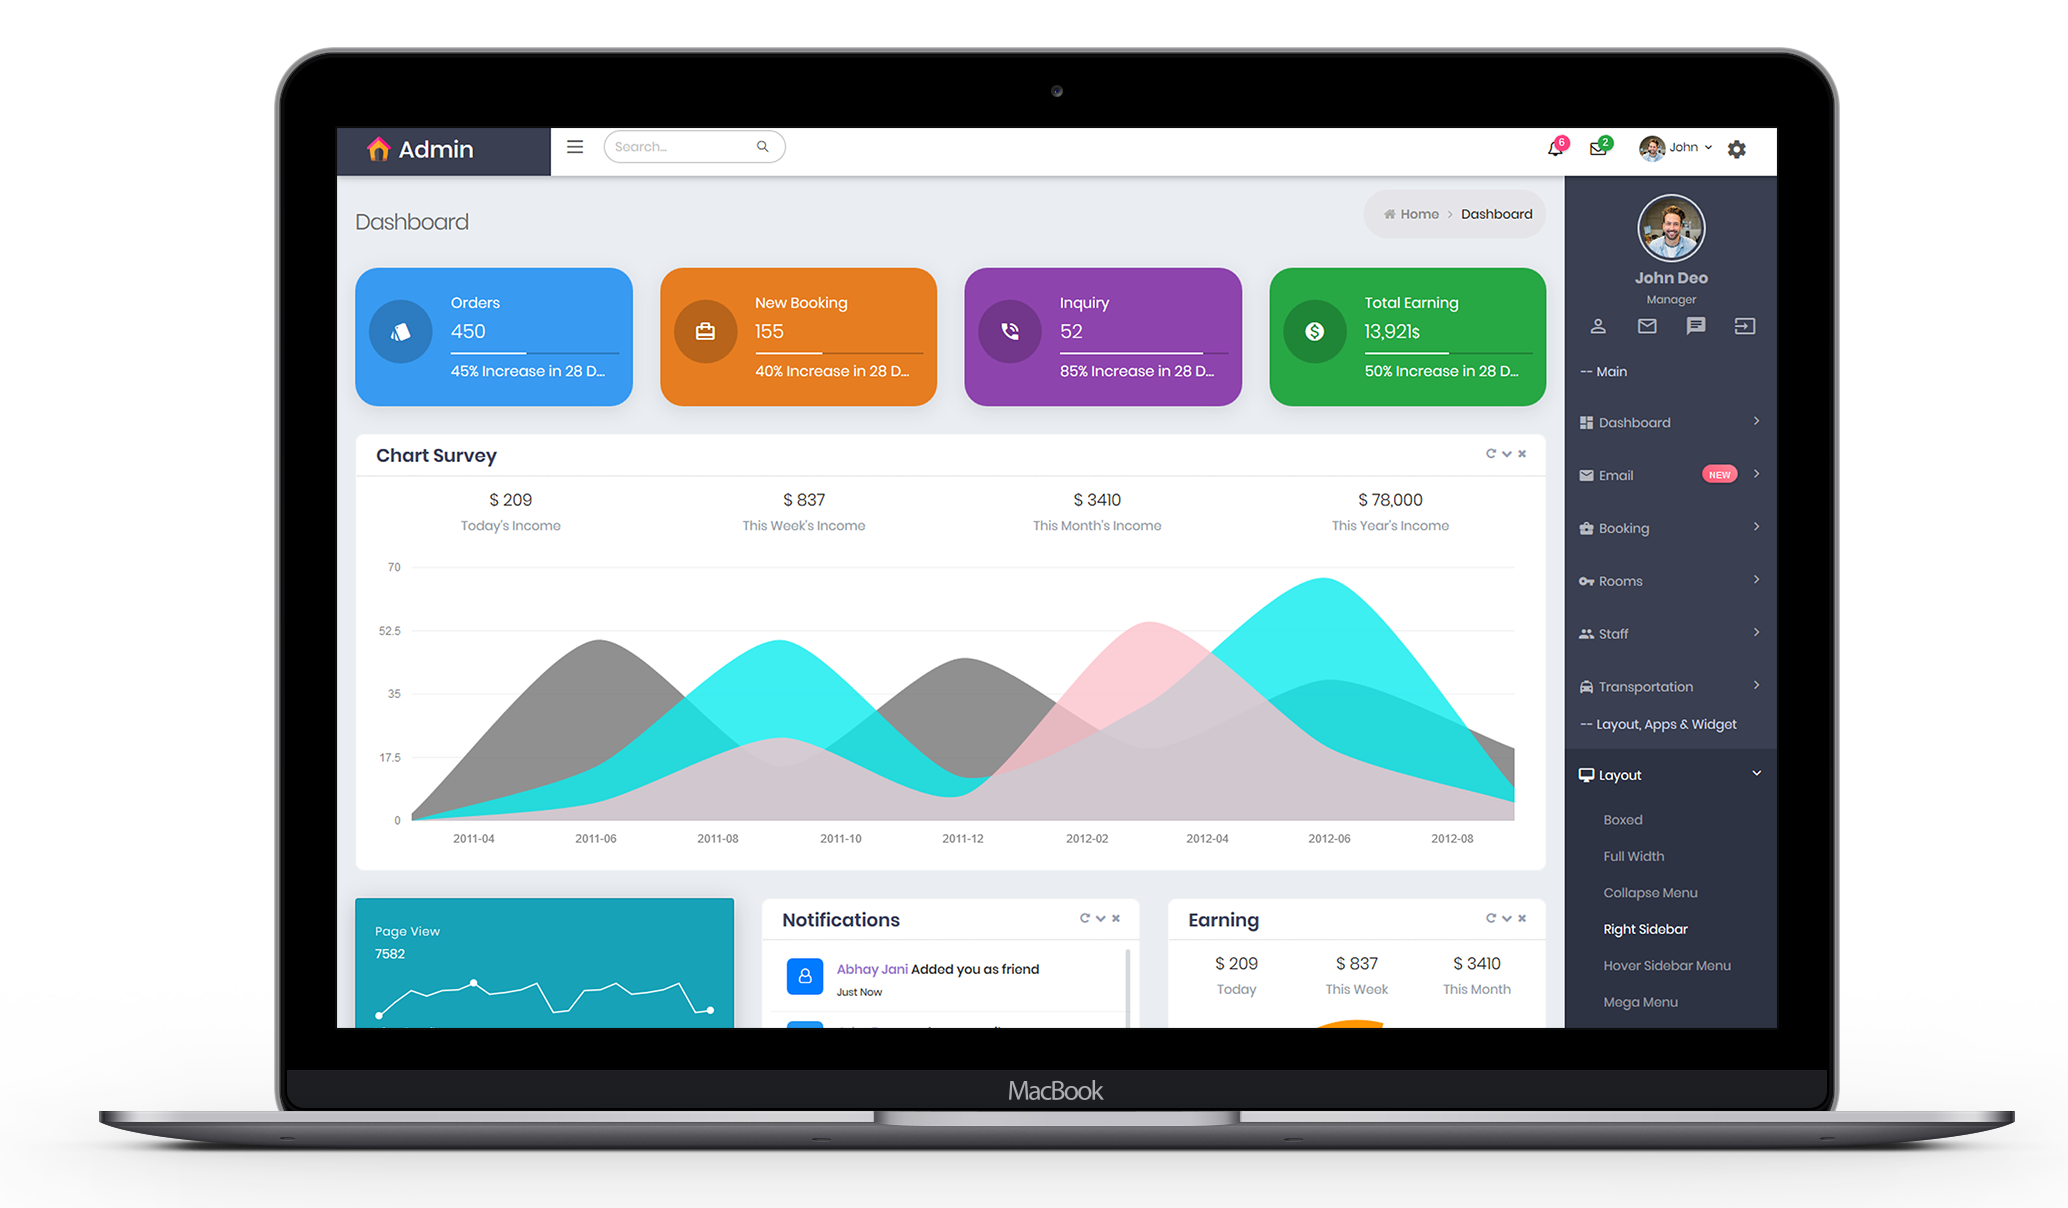 Admin
Search...
6
2
John
Dashboard
Home > Dashboard
Orders
450
45% Increase in 28 D...
New Booking
155
40% Increase in 28 D...
Inquiry
52
85% Increase in 28 D...
Total Earning
13,921$
50% Increase in 28 D...
Chart Survey
$ 209
Today's Income
$ 837
This Week's Income
$ 3410
This Month's Income
$ 78,000
This Year's Income
70
52.5
35
17.5
0
2011-04
2011-06
2011-08
2011-10
2011-12
2012-02
2012-04
2012-06
2012-08
Page View
7582
Notifications
Abhay Jani Added you as friend
Just Now
Earning
$ 209
Today
$ 837
This Week
$ 3410
This Month
John Deo
Manager
-- Main
Dashboard
Email
NEW
Booking
Rooms
Staff
Transportation
-- Layout, Apps & Widget
Layout
Boxed
Full Width
Collapse Menu
Right Sidebar
Hover Sidebar Menu
Mega Menu
MacBook